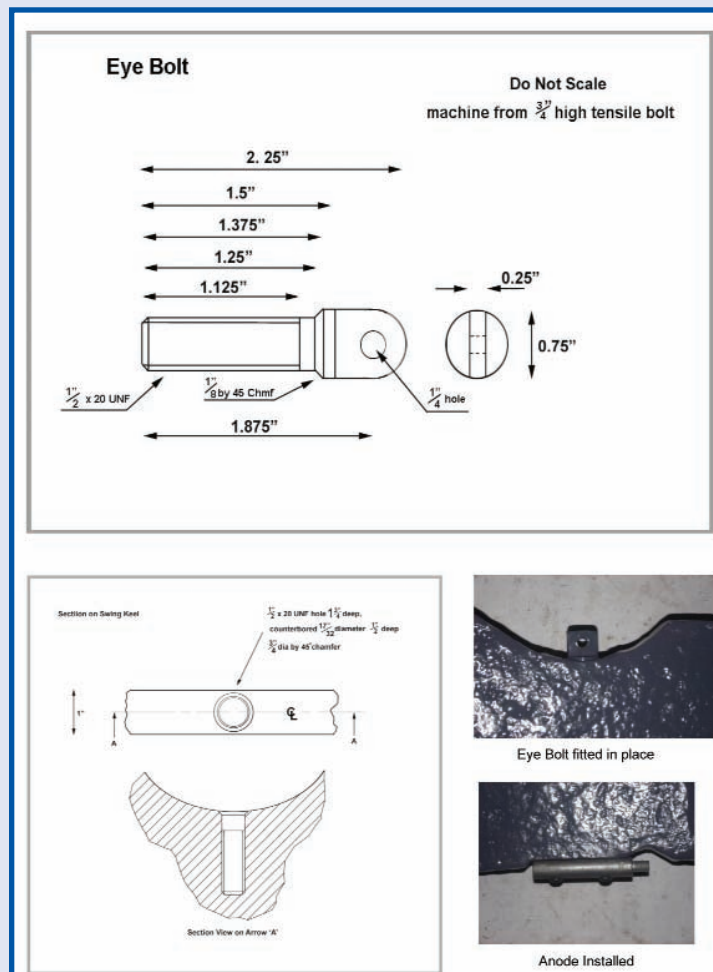 Eye Bolt
Do Not Scale
machine from 3/4" high tensile bolt
2. 25”
1.5”
1.375”
1.25”
1.125”
0.25”
0.75”
1/2" x 20 UNF
1/8" by 45 Chmf
1/4" hole
1.875”
Section on Swing Keel
1/2" x 20 UNF hole 1 3/4" deep,
counterbored 17/32" diameter 1/2" deep
3/4" dia by 45° chamfer
1"
℄
A
A
Section View on Arrow ‘A’
Eye Bolt fitted in place
Anode Installed